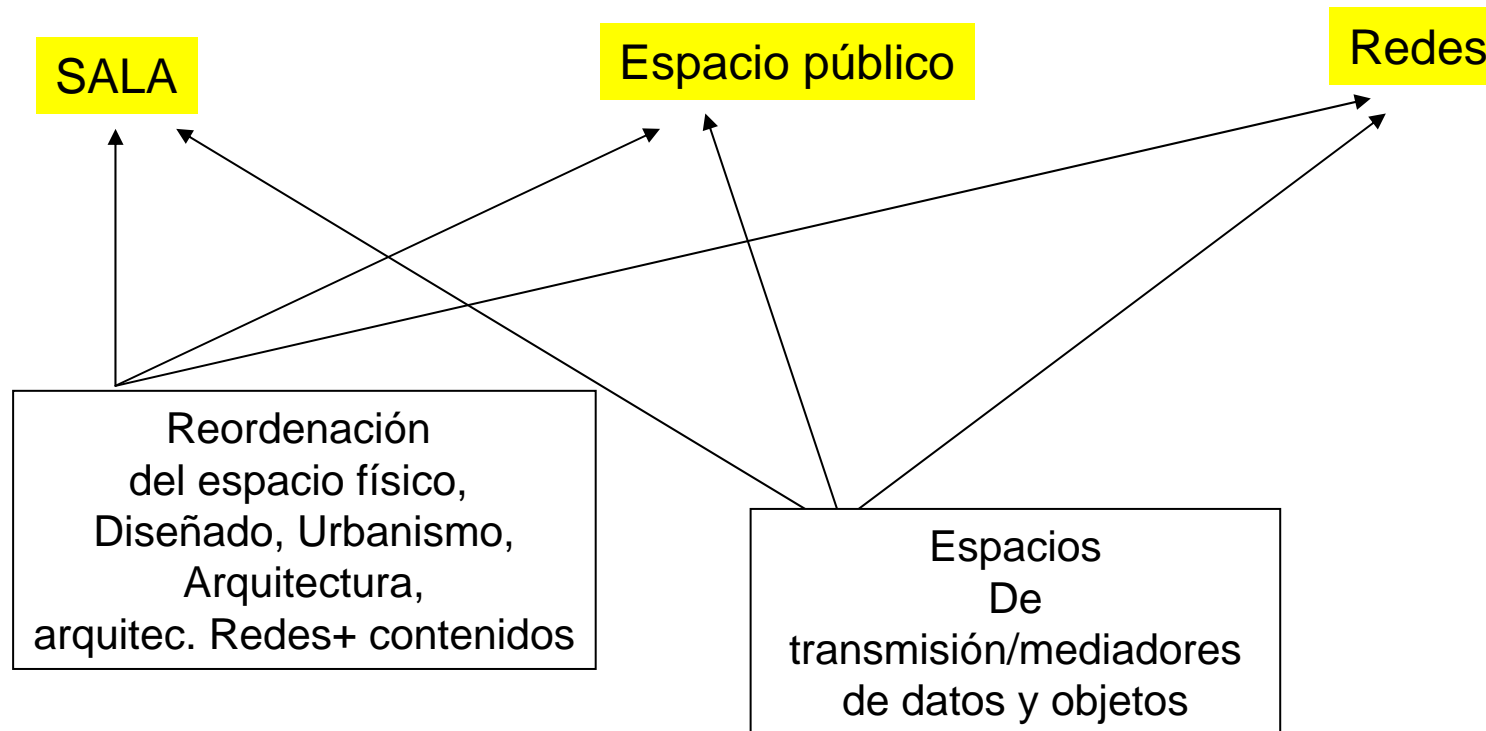 SALA
Espacio público
Redes
Reordenación
del espacio físico,
Diseñado, Urbanismo,
Arquitectura,
arquitec. Redes+ contenidos
Espacios
De
transmisión/mediadores
de datos y objetos